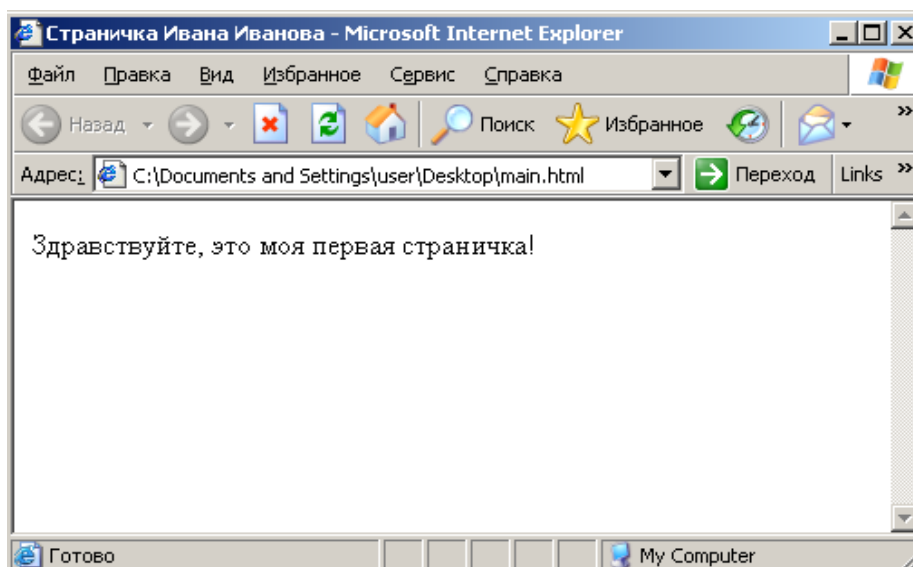 Страничка Ивана Иванова - Microsoft Internet Explorer
Файл Правка Вид Избранное Сервис Справка
Назад Поиск Избранное »
Адрес: C:\Documents and Settings\user\Desktop\main.html Переход Links »
Здравствуйте, это моя первая страничка!
Готово My Computer